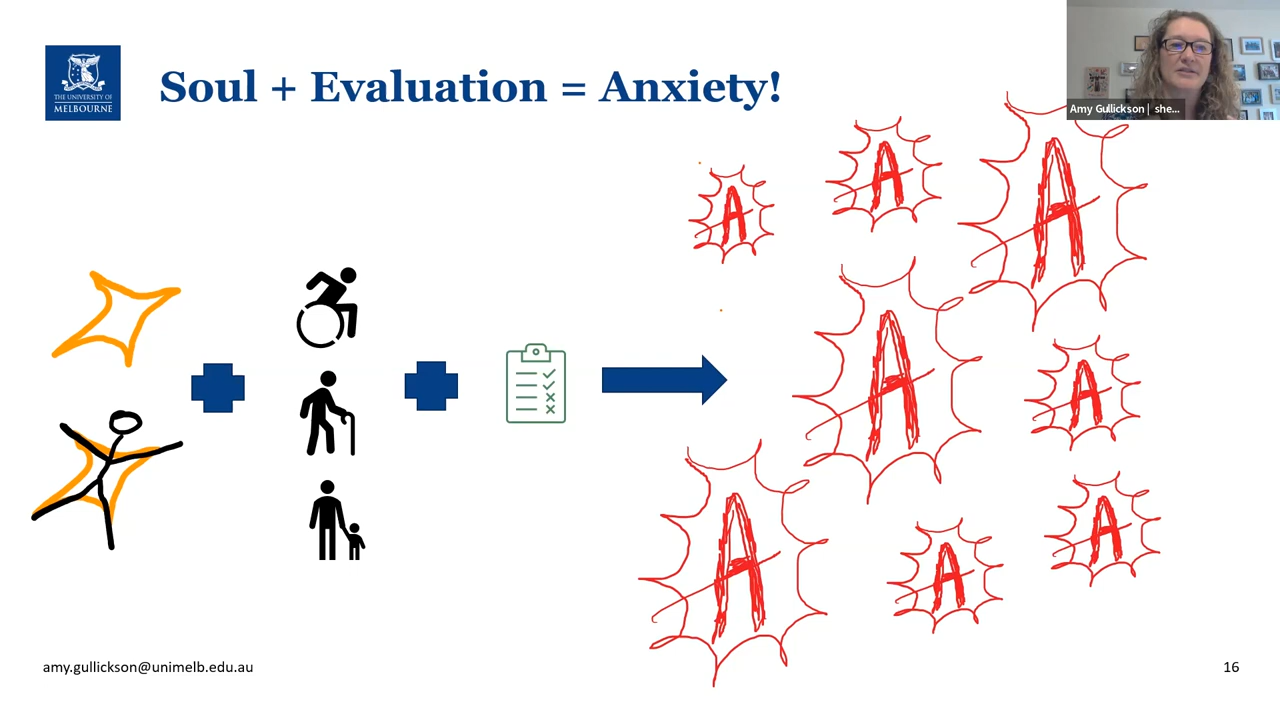 THE UNIVERSITY OF
MELBOURNE
Soul + Evaluation = Anxiety!
Amy Gullickson | she...
A
A
A
A
A
A
A
A
amy.gullickson@unimelb.edu.au
16